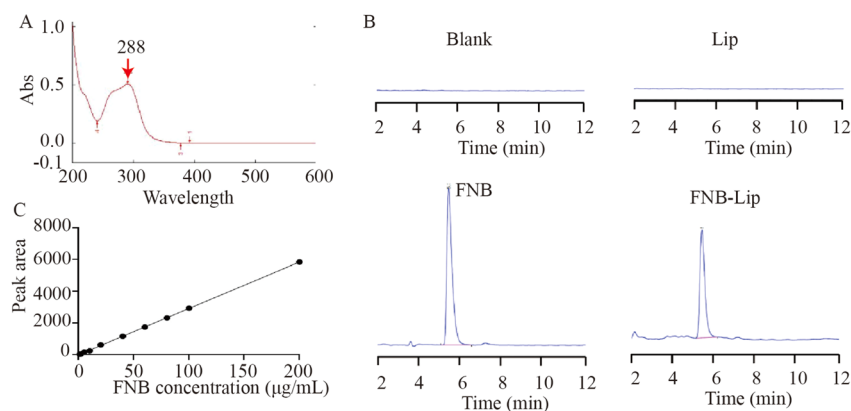 A
288
1.0
0.5
0.0
-0.1
Abs
200 300 400 500 600
Wavelength
B
Blank
2 4 6 8 10 12
Time (min)
Lip
2 4 6 8 10 12
Time (min)
FNB
2 4 6 8 10 12
Time (min)
FNB-Lip
2 4 6 8 10 12
Time (min)
C
8000
6000
4000
2000
0
Peak area
0 50 100 150 200
FNB concentration (μg/mL)